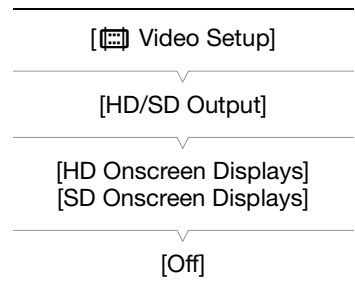 [ Video Setup]
[HD/SD Output]
[HD Onscreen Displays]
[SD Onscreen Displays]
[Off]